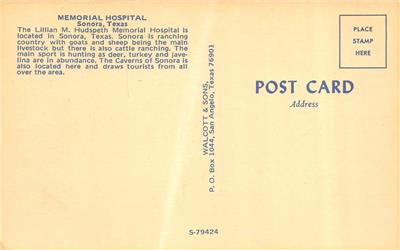 MEMORIAL HOSPITAL
Sonora, Texas
The Lillian M. Hudspeth Memorial Hospital is
located in Sonora, Texas. Sonora is ranching
country with goats and sheep being the main
livestock but there is also cattle ranching. The
main sport is hunting as deer, turkey and jave-
lina are in abundance. The Caverns of Sonora is
also located here and draws tourists from all
over the area.
WALCOTT & SONS,
P. O. Box 1044, San Angelo, Texas 76901
PLACE
STAMP
HERE
POST CARD
Address
S-79424